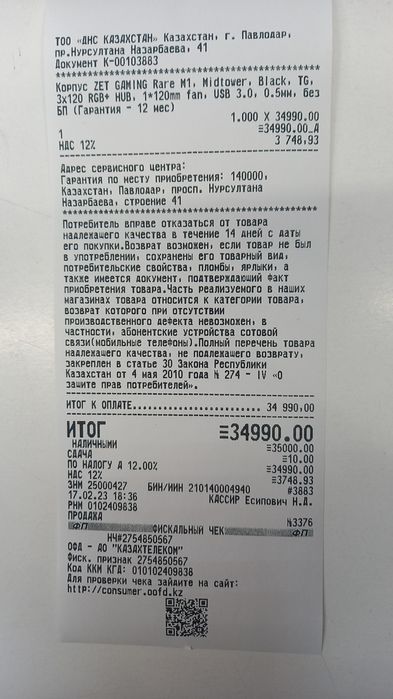 ТОО «ДНС КАЗАХСТАН» Казахстан, г. Павлодар,
пр.Нурсултана Назарбаева, 41
Документ К-00103883
Корпус ZET GAMING Rare M1, Midtower, Black, TG,
3x120 RGB+ HUB, 1*120mm fan, USB 3.0, 0.5мм, без
БП (Гарантия - 12 мес)
1.000 X 34990.00
1 ≡34990.00_А
НДС 12% 3 748,93
Адрес сервисного центра:
Гарантия по месту приобретения: 140000,
Казахстан, Павлодар, просп. Нурсултана
Назарбаева, строение 41
Потребитель вправе отказаться от товара
надлежащего качества в течение 14 дней с даты
его покупки.Возврат возможен, если товар не был
в употреблении, сохранены его товарный вид,
потребительские свойства, пломбы, ярлыки, а
также имеется документ, подтверждающий факт
приобретения товара.Часть реализуемого в наших
магазинах товара относится к категории товара,
возврат которого при отсутствии
производственного дефекта невозможен, в
частности, абонентские устройства сотовой
связи(мобильные телефоны).Полный перечень товара
надлежащего качества, не подлежащего возврату,
закреплен в статье 30 Закона Республики
Казахстан от 4 мая 2010 года N 274 - IV «О
защите прав потребителей».
ИТОГ К ОПЛАТЕ...................... 34 990,00
ИТОГ ≡34990.00
НАЛИЧНЫМИ ≡35000.00
СДАЧА ≡10.00
ПО НАЛОГУ А 12.00% ≡34990.00
НДС 12% ≡3748.93
ЗНМ 25000427 БИН/ИИН 210140004940 #3883
17.02.23 18:36 КАССИР Есипович Н.Д.
РНМ 0102409838
ПРОДАЖА №3376
ФП ФИСКАЛЬНЫЙ ЧЕК ФП
НЧ#2754850567
ОФД - АО "КАЗАХТЕЛЕКОМ"
Фиск. признак 2754850567
Код ККМ КГД: 010102409838
Для проверки чека зайдите на сайт:
http://consumer.oofd.kz